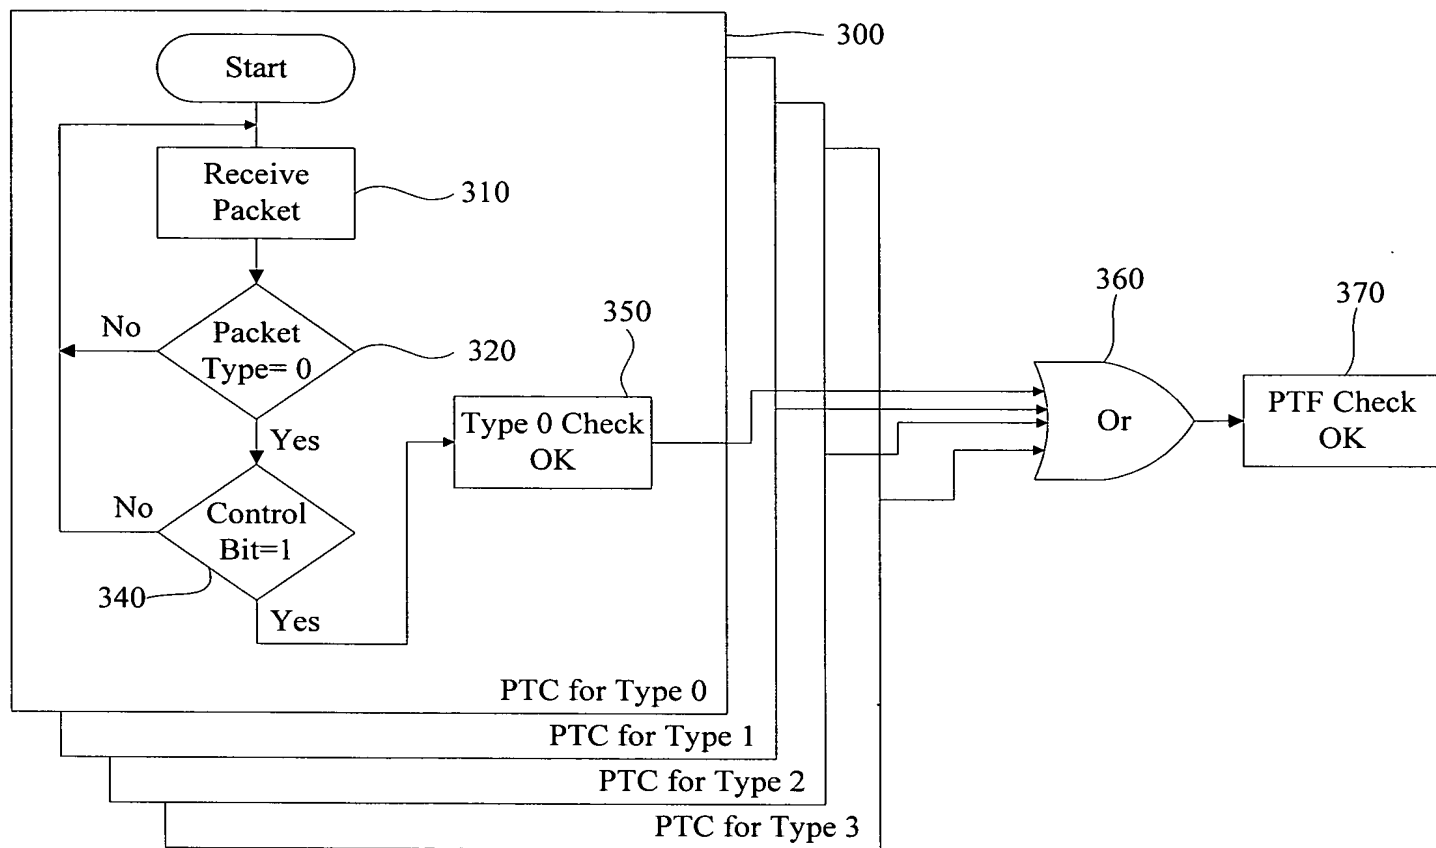 300
Start
Receive
Packet
310
No
Packet
Type= 0
320
Yes
No
Control
Bit=1
340
Yes
350
Type 0 Check
OK
360
Or
370
PTF Check
OK
PTC for Type 0
PTC for Type 1
PTC for Type 2
PTC for Type 3